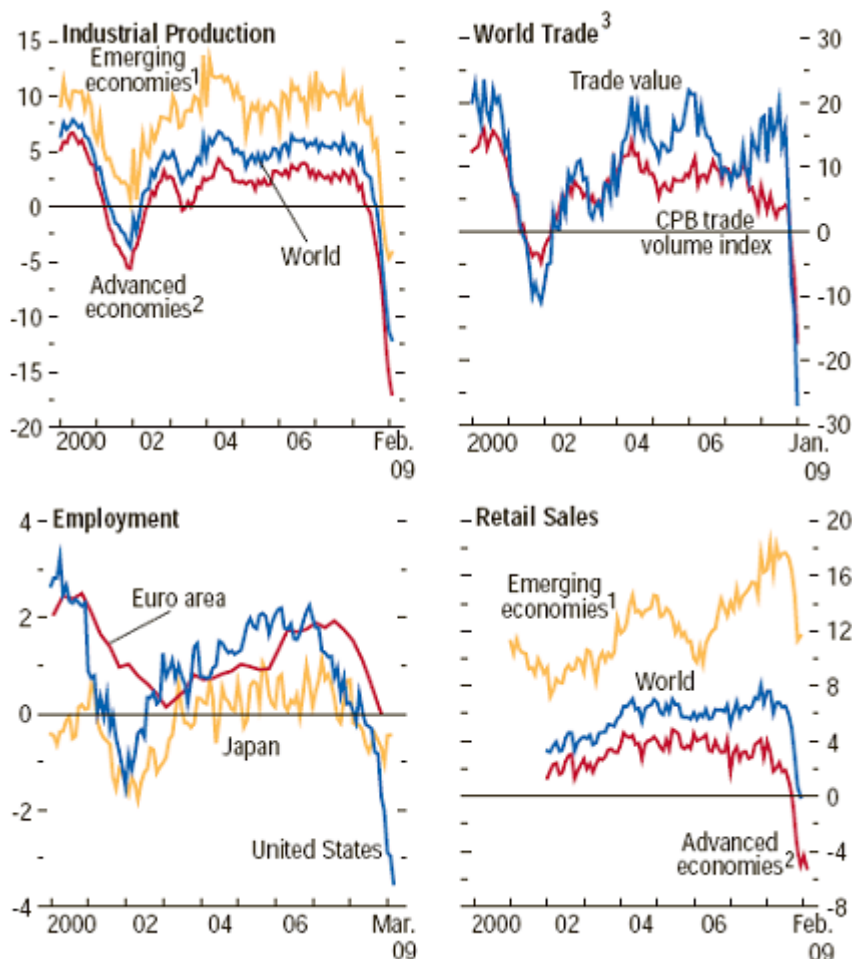 Industrial Production
Emerging
economies1
World
Advanced
economies2
15
10
5
0
-5
-10
-15
-20
2000 02 04 06 Feb.
09
World Trade3
Trade value
CPB trade
volume index
30
20
10
0
-10
-20
-30
2000 02 04 06 Jan.
09
Employment
Euro area
Japan
United States
4
2
0
-2
-4
2000 02 04 06 Mar.
09
Retail Sales
Emerging
economies1
World
Advanced
economies2
20
16
12
8
4
0
-4
-8
2000 02 04 06 Feb.
09